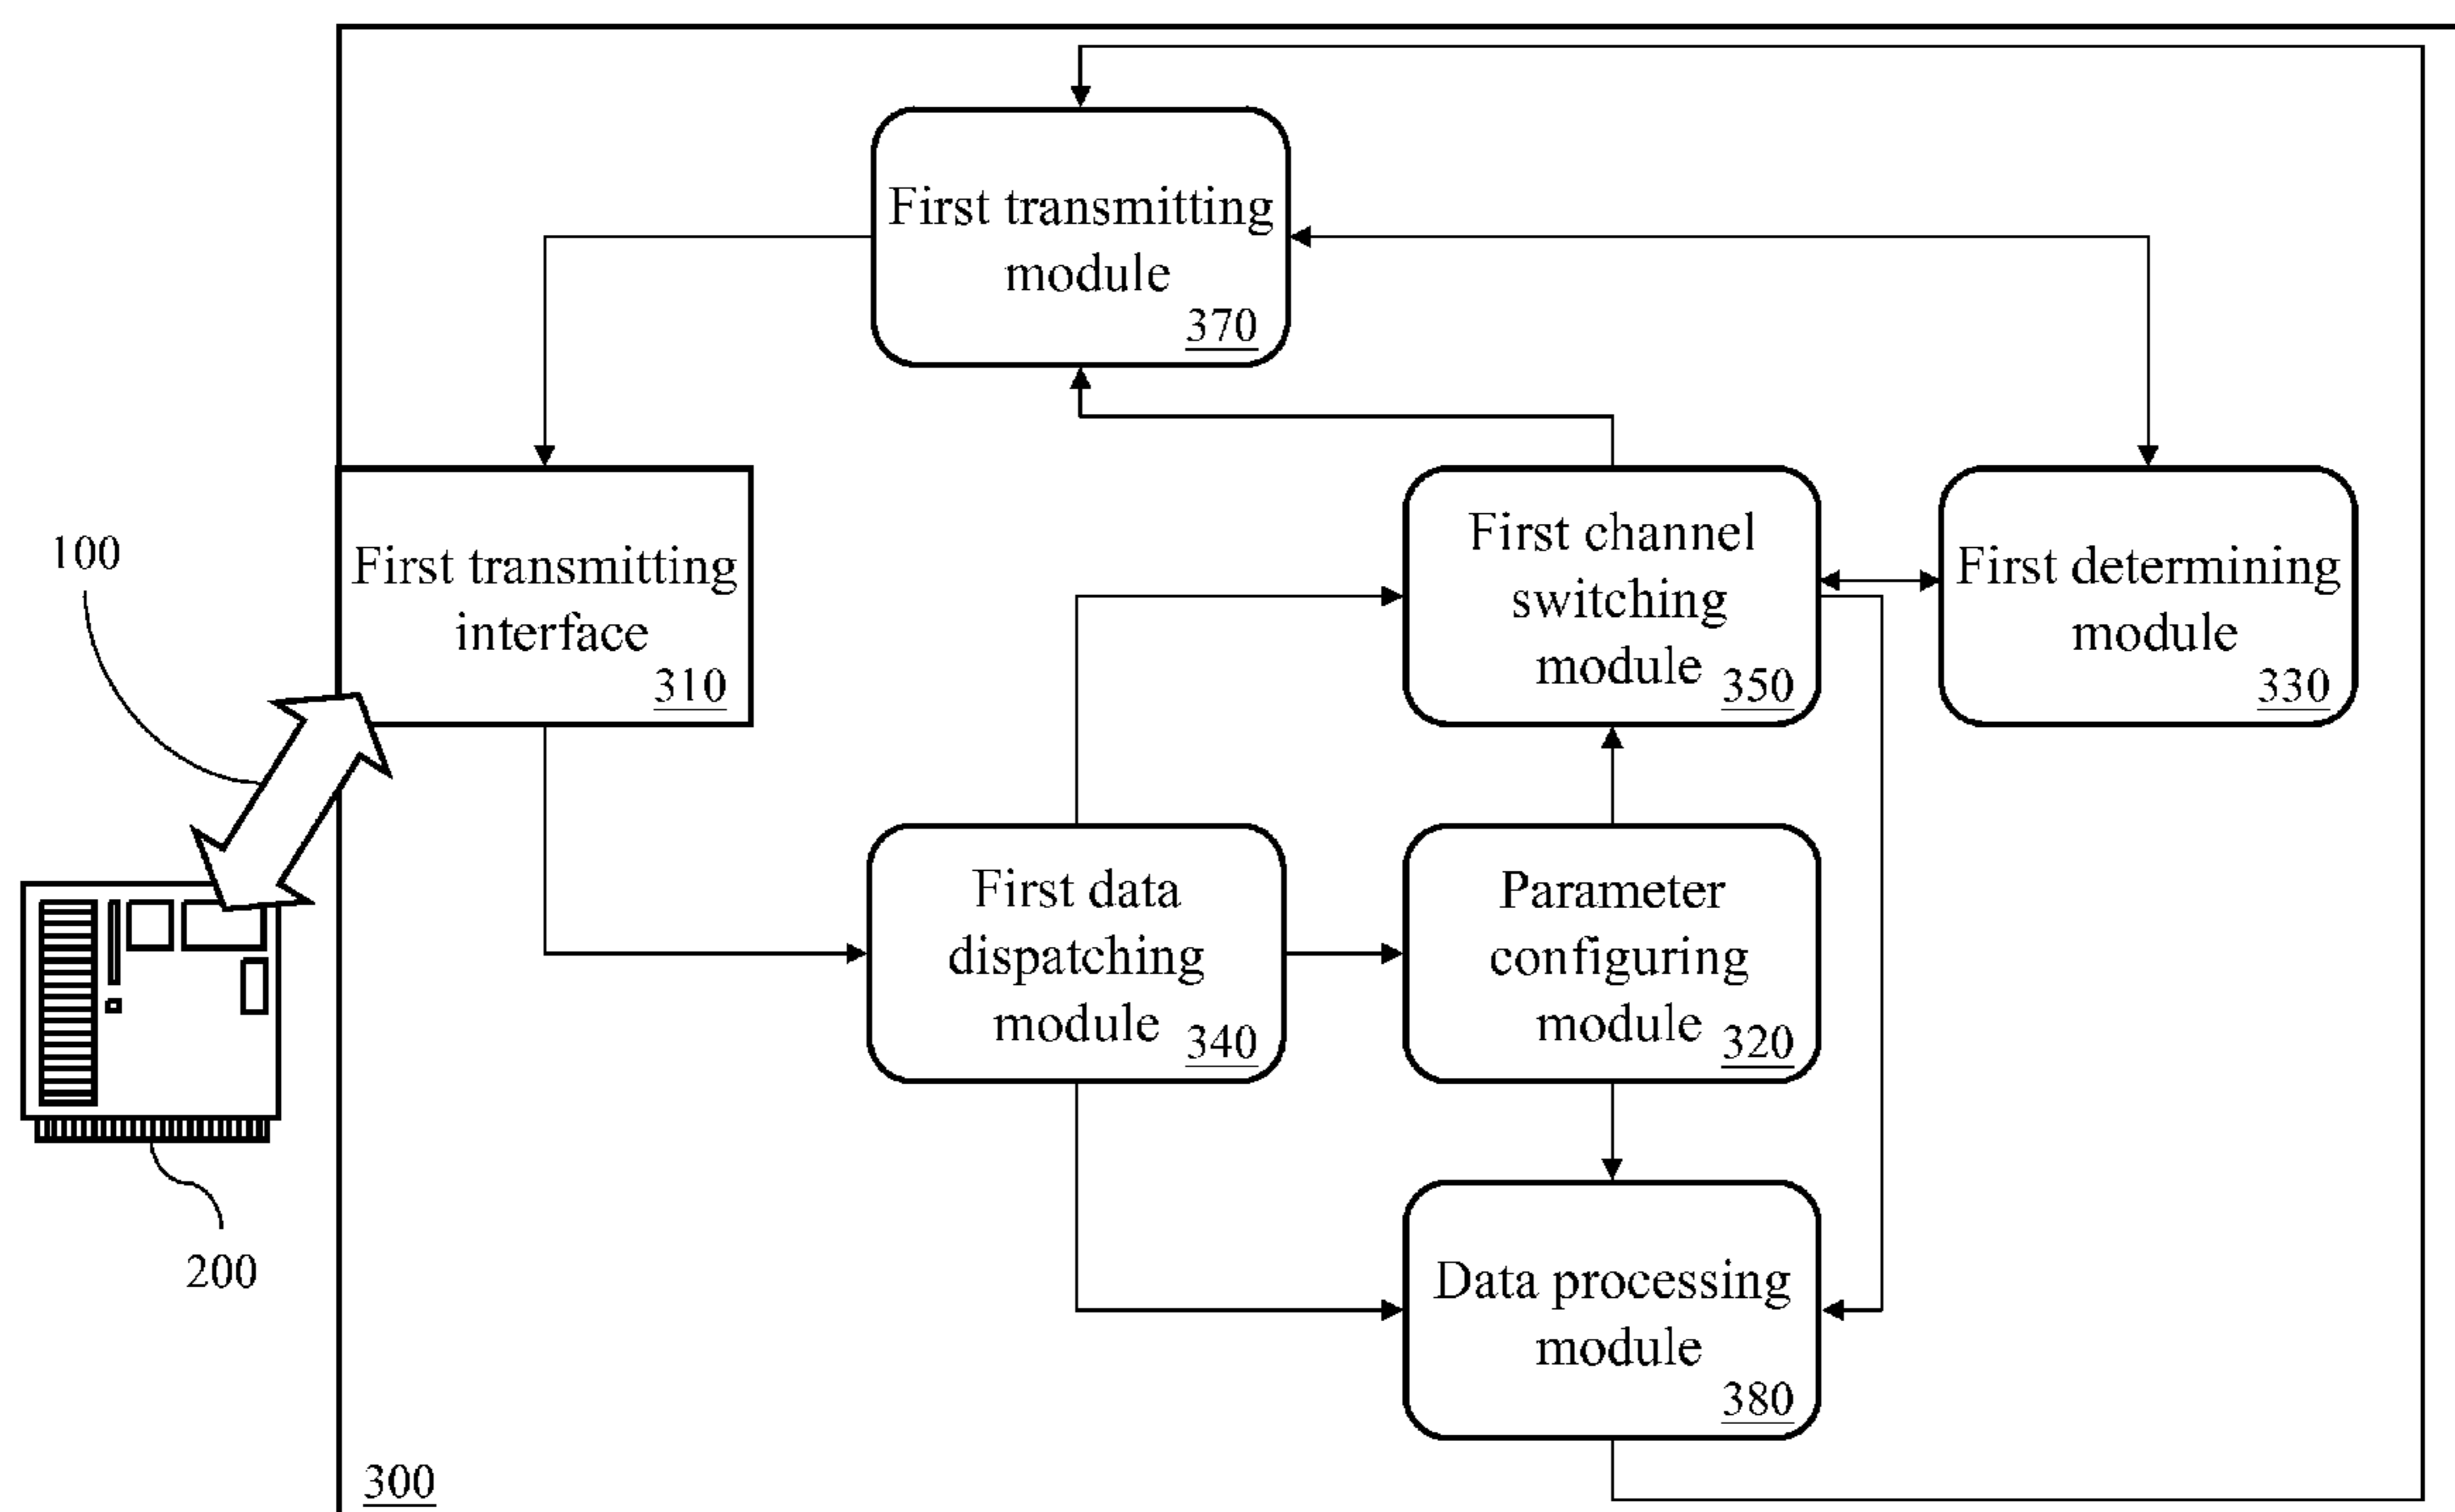 First transmitting
module
370
100
First transmitting
interface
310
First channel
switching
module
350
First determining
module
330
First data
dispatching
module
340
Parameter
configuring
module
320
200
Data processing
module
380
300